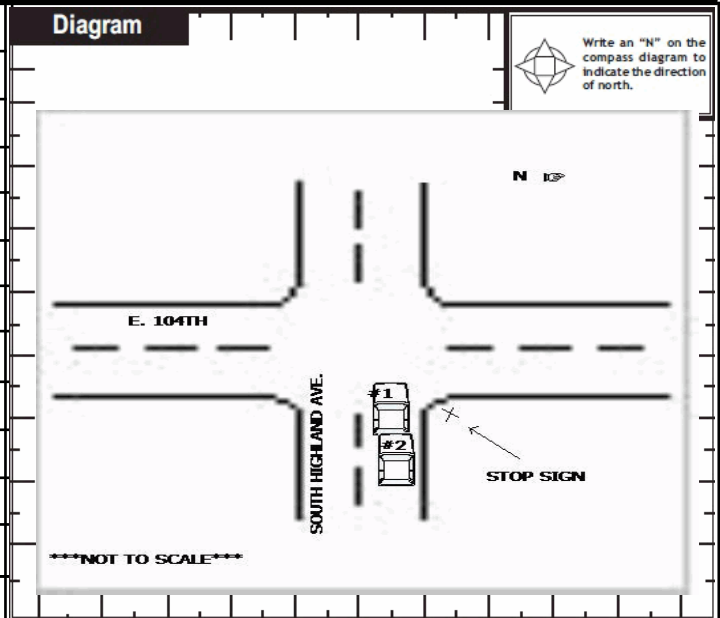 Diagram
Write an “N” on the
compass diagram to
indicate the direction
of north.
N ☞
E. 104TH
SOUTH HIGHLAND AVE.
#1
#2
STOP SIGN
***NOT TO SCALE***